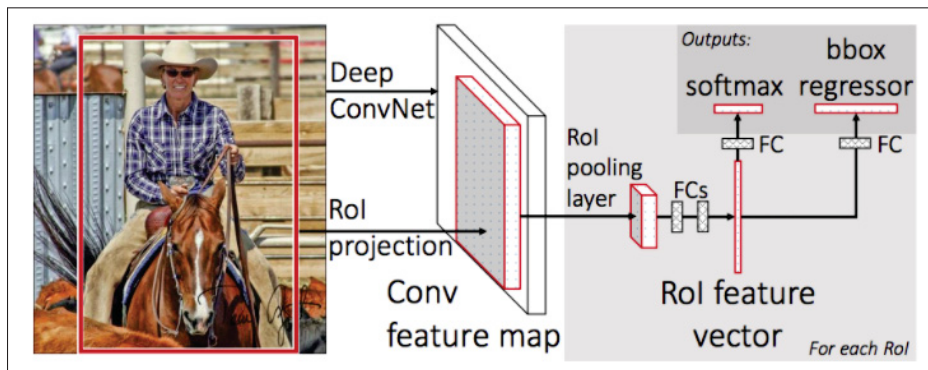 Deep
ConvNet
RoI
projection
Conv
feature map
RoI
pooling
layer
FCs
RoI feature
vector
For each RoI
Outputs:
softmax
bbox
regressor
FC
FC